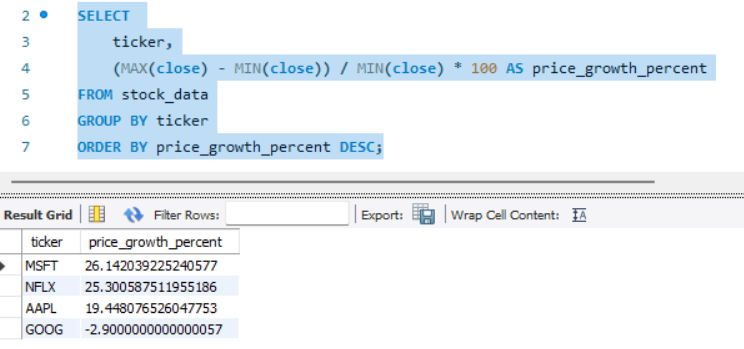 2 SELECT
3 ticker,
4 (MAX(close) - MIN(close)) / MIN(close) * 100 AS price_growth_percent
5 FROM stock_data
6 GROUP BY ticker
7 ORDER BY price_growth_percent DESC;
Result Grid Filter Rows: Export: Wrap Cell Content: IA
ticker price_growth_percent
MSFT 26.142039225240577
NFLX 25.300587511955186
AAPL 19.448076526047753
GOOG -2.9000000000000057